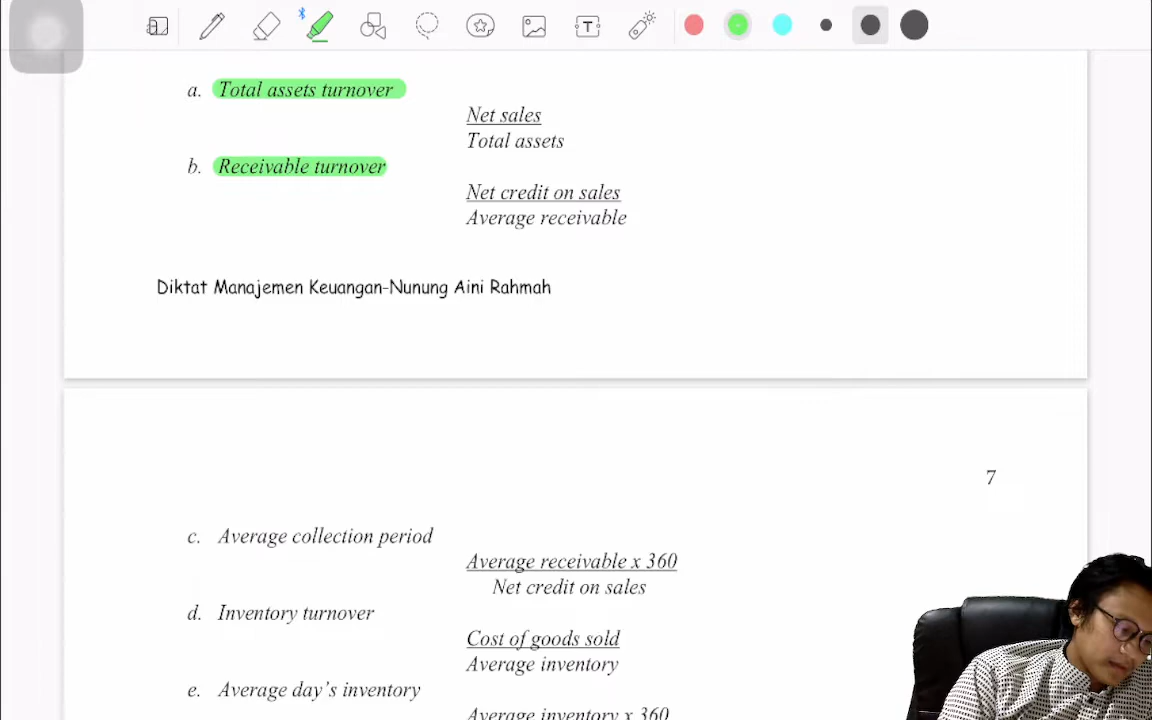 a. Total assets turnover
Net sales
Total assets
b. Receivable turnover
Net credit on sales
Average receivable
Diktat Manajemen Keuangan-Nunung Aini Rahmah
7
c. Average collection period
Average receivable x 360
Net credit on sales
d. Inventory turnover
Cost of goods sold
Average inventory
e. Average day's inventory
Average inventory x 360